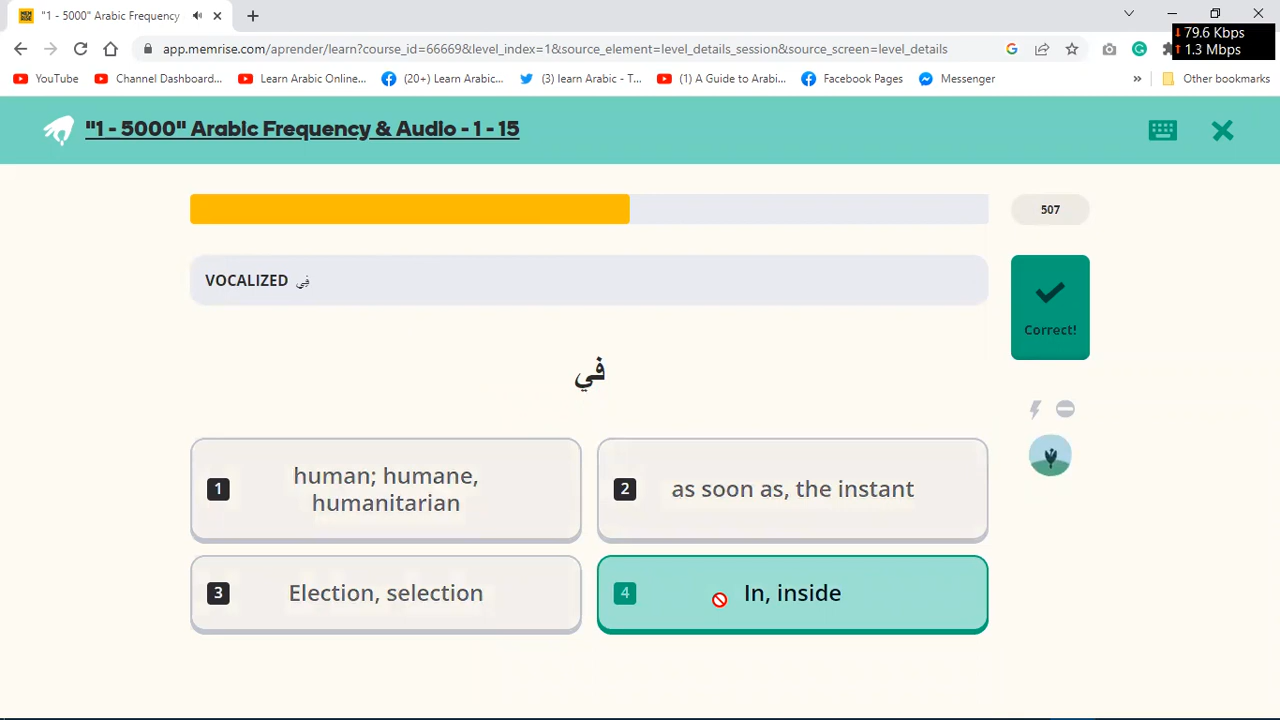 "1 - 5000" Arabic Frequency
79.6 Kbps
1.3 Mbps
app.memrise.com/aprender/learn?course_id=66669&level_index=1&source_element=level_details_session&source_screen=level_details
YouTube
Channel Dashboard...
Learn Arabic Online...
(20+) Learn Arabic...
(3) learn Arabic - T...
(1) A Guide to Arabi...
Facebook Pages
Messenger
»
Other bookmarks
"1 - 5000" Arabic Frequency & Audio - 1 - 15
507
VOCALIZED فِي
Correct!
في
1
human; humane,
humanitarian
2
as soon as, the instant
3
Election, selection
4
In, inside